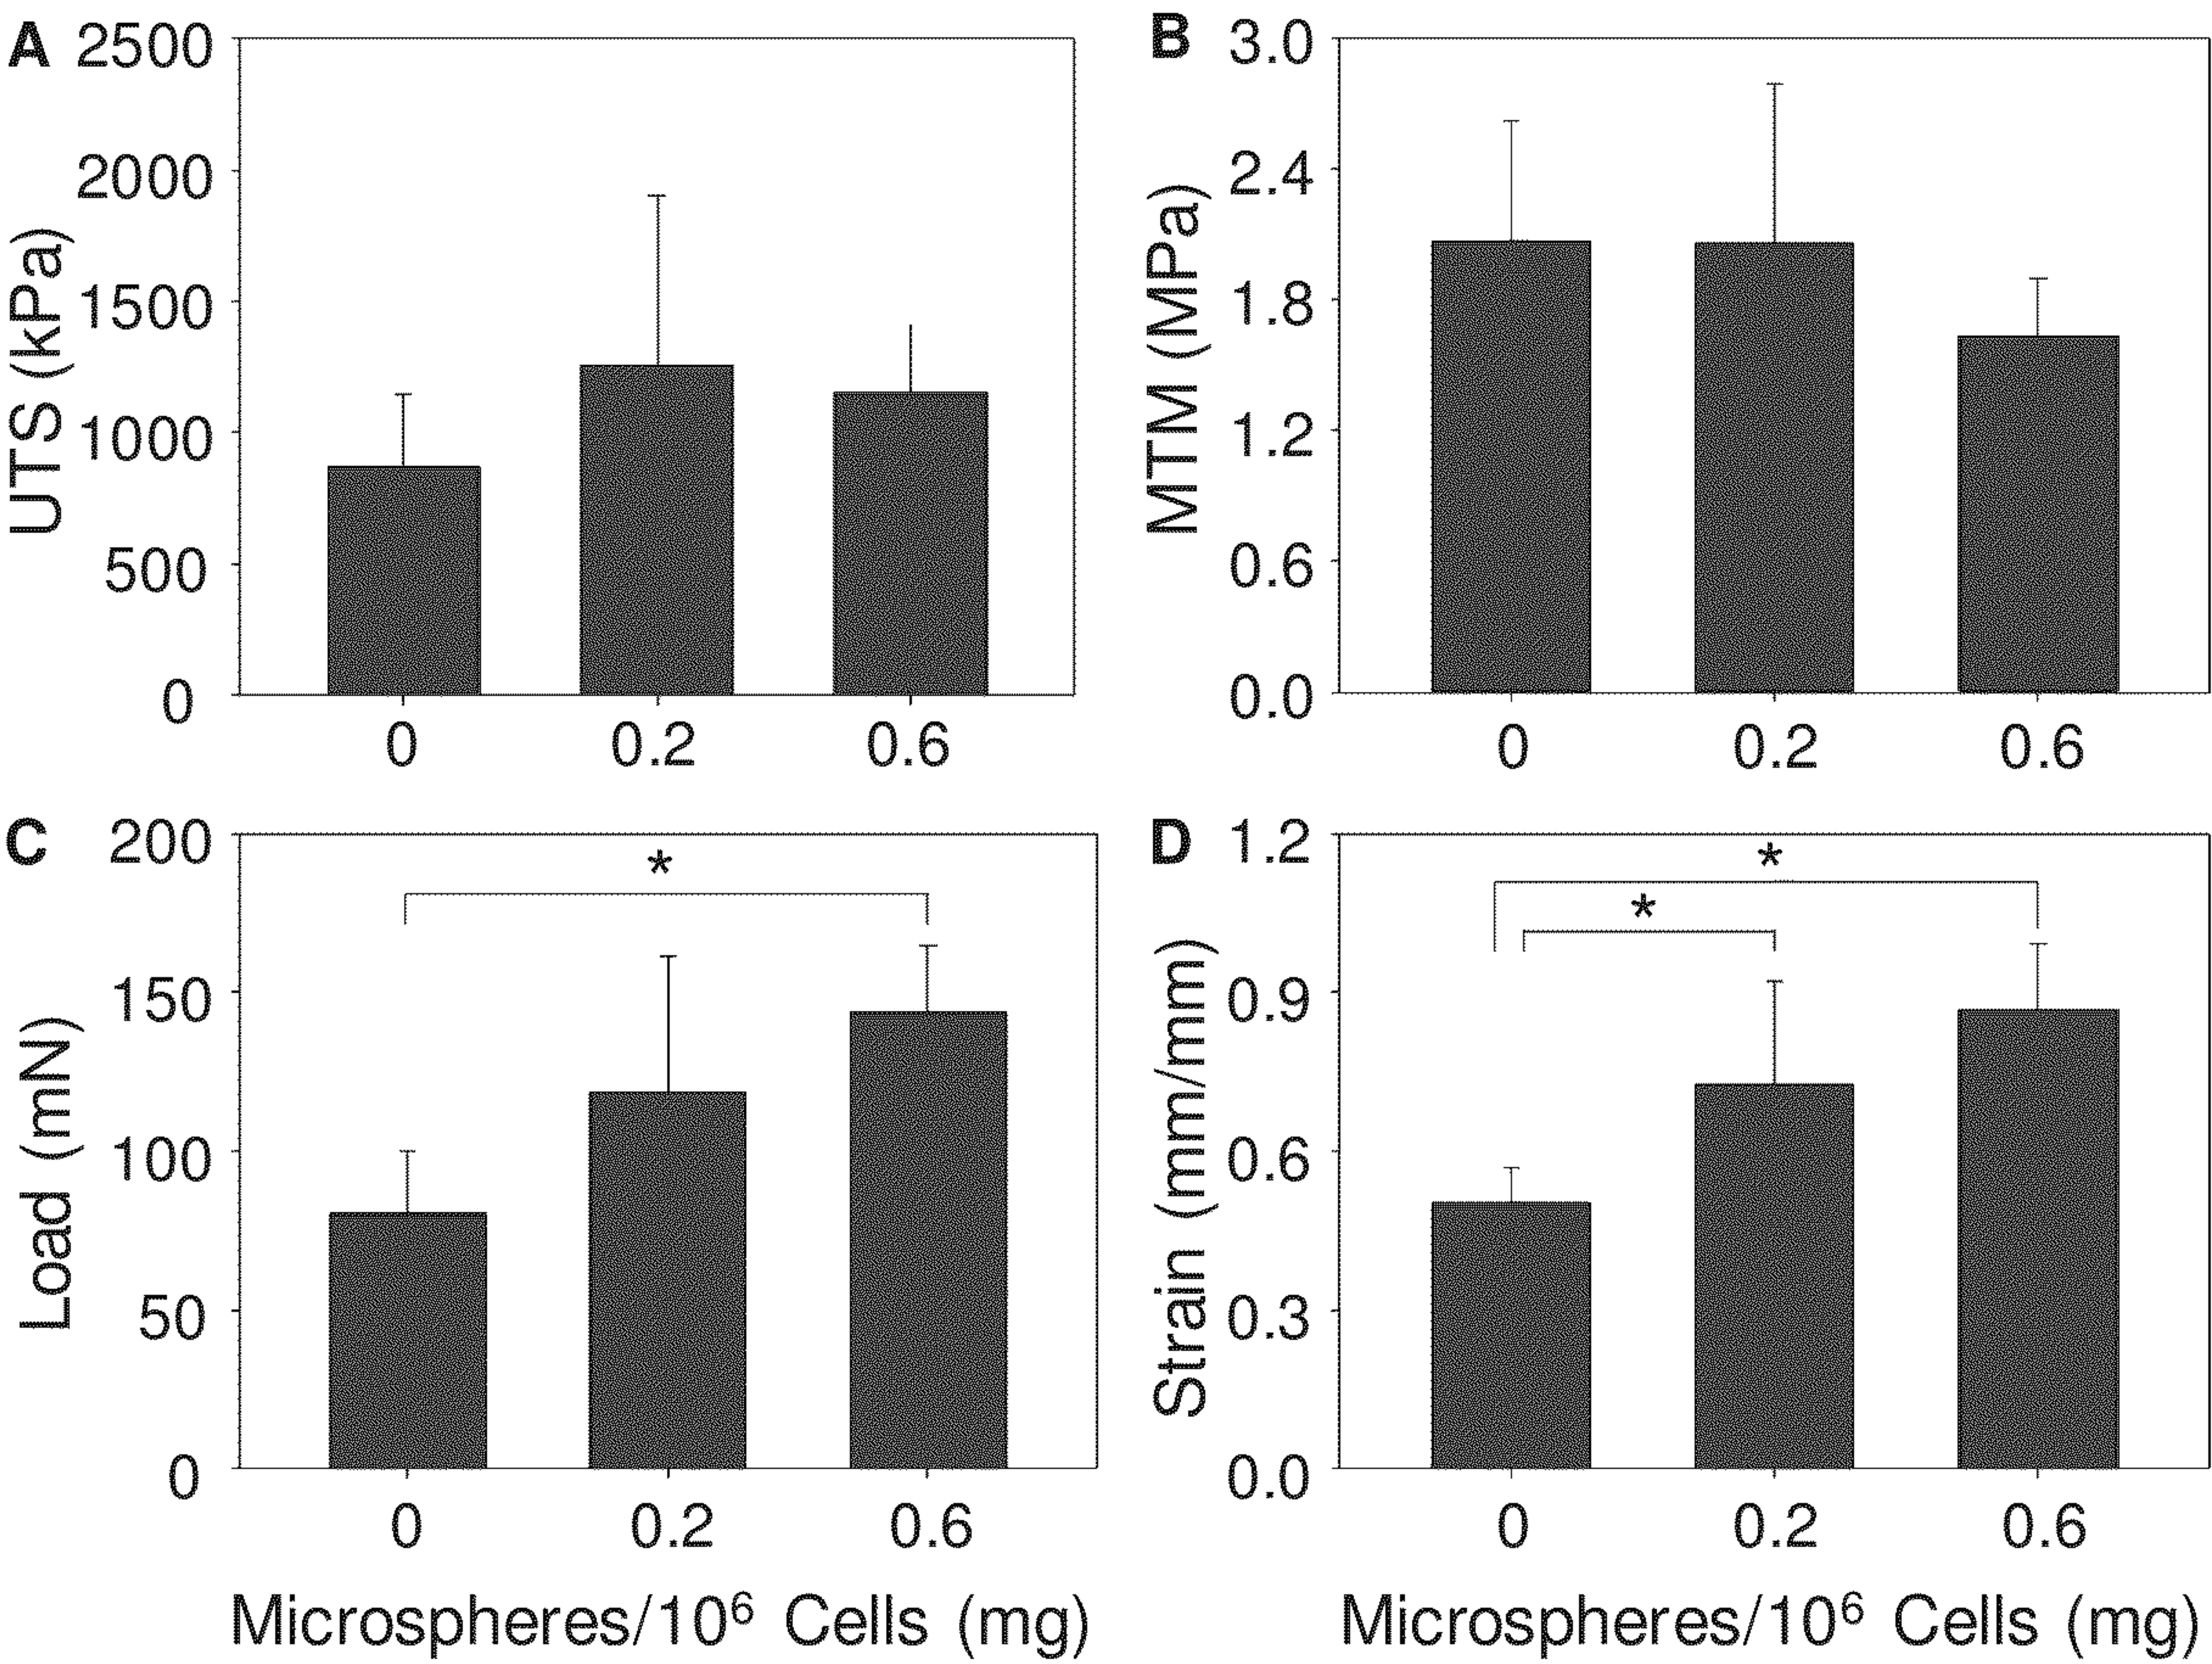 A
2500
2000
1500
1000
500
0
UTS (kPa)
0 0.2 0.6
B
3.0
2.4
1.8
1.2
0.6
0.0
MTM (MPa)
0 0.2 0.6
C
200
150
100
50
0
Load (mN)
*
0 0.2 0.6
Microspheres/10⁶ Cells (mg)
D
1.2
0.9
0.6
0.3
0.0
Strain (mm/mm)
*
*
0 0.2 0.6
Microspheres/10⁶ Cells (mg)